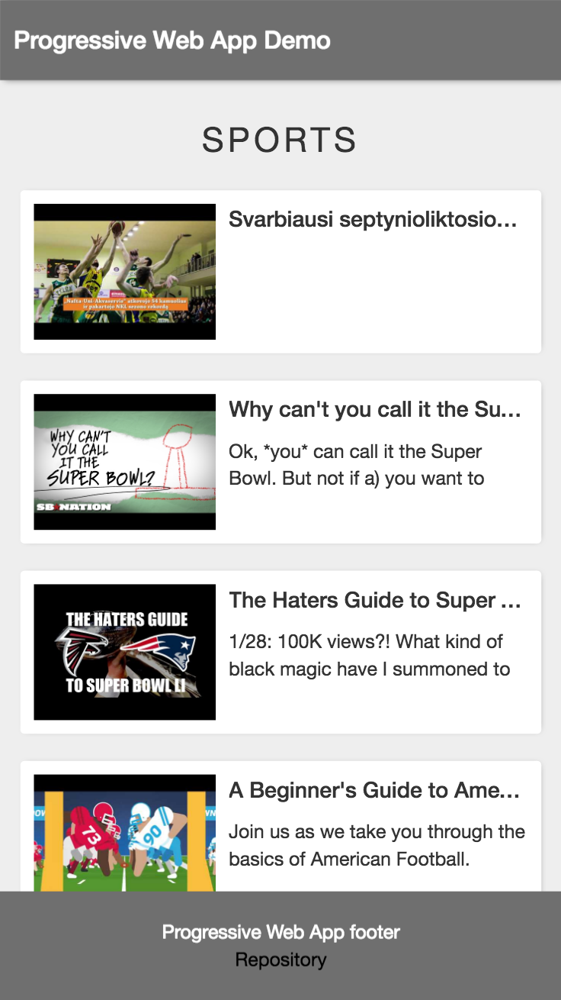 Progressive Web App Demo
SPORTS
Svarbiausi septynioliktosio…
„Nafta-Uni-Akvaservis“ atkovojo 54 kamuolius
ir pakartojo NKL sezono rekordą
Why can't you call it the Su…
Ok, *you* can call it the Super
Bowl. But not if a) you want to
WHY CAN'T
YOU CALL
IT THE
SUPER BOWL?
SB NATION
The Haters Guide to Super …
1/28: 100K views?! What kind of
black magic have I summoned to
THE HATERS GUIDE
TO SUPER BOWL LI
A Beginner's Guide to Ame…
Join us as we take you through the
basics of American Football.
73
90
Progressive Web App footer
Repository